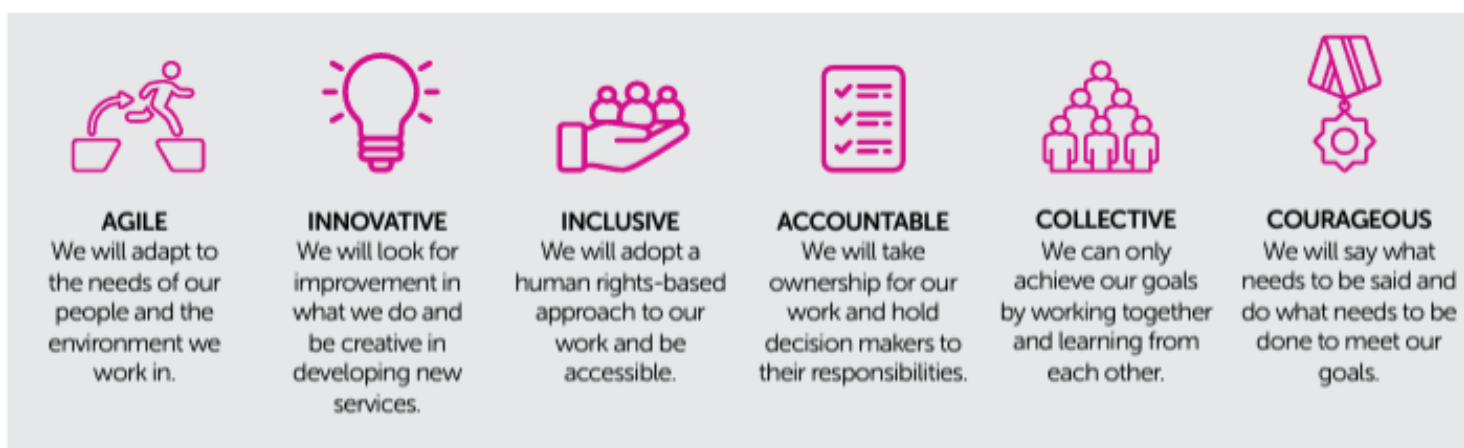 AGILE
We will adapt to
the needs of our
people and the
environment we
work in.
INNOVATIVE
We will look for
improvement in
what we do and
be creative in
developing new
services.
INCLUSIVE
We will adopt a
human rights-based
approach to our
work and be
accessible.
ACCOUNTABLE
We will take
ownership for our
work and hold
decision makers to
their responsibilities.
COLLECTIVE
We can only
achieve our goals
by working together
and learning from
each other.
COURAGEOUS
We will say what
needs to be said and
do what needs to be
done to meet our
goals.